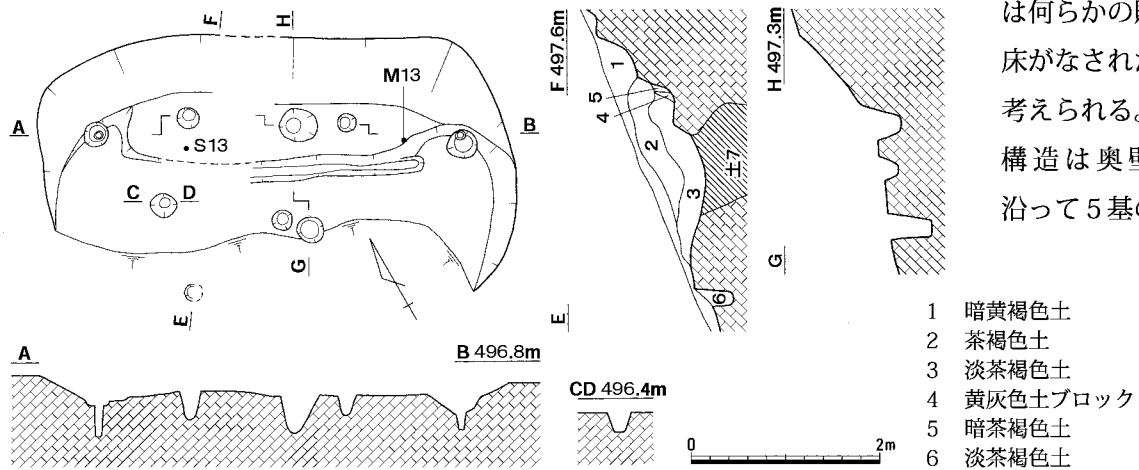 F
H
M13
A
B
S13
C D
G
E
A
B 496.8m
CD 496.4m
0 2m
F 497.6m
1
5
4
2
3
土7
6
E
H 497.3m
G
は何らかの
床がなされ
考えられる。
構造は奥
沿って5基の
1 暗黄褐色土
2 茶褐色土
3 淡茶褐色土
4 黄灰色土ブロック
5 暗茶褐色土
6 淡茶褐色土